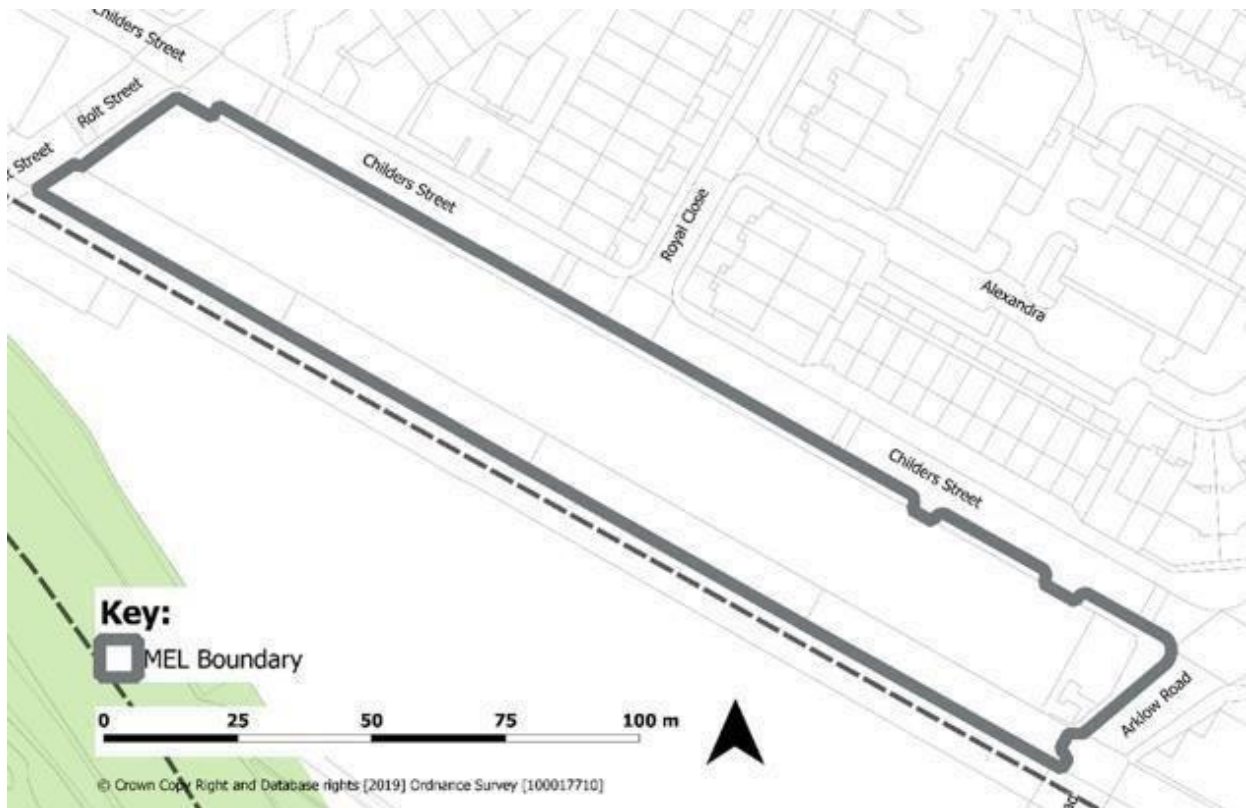 Childers Street
Rolt Street
Street
Childers Street
Royal Close
Alexandra
Childers Street
Arklow Road
Key:
MEL Boundary
0 25 50 75 100 m
© Crown Copy Right and Database rights [2019] Ordnance Survey [100017710]